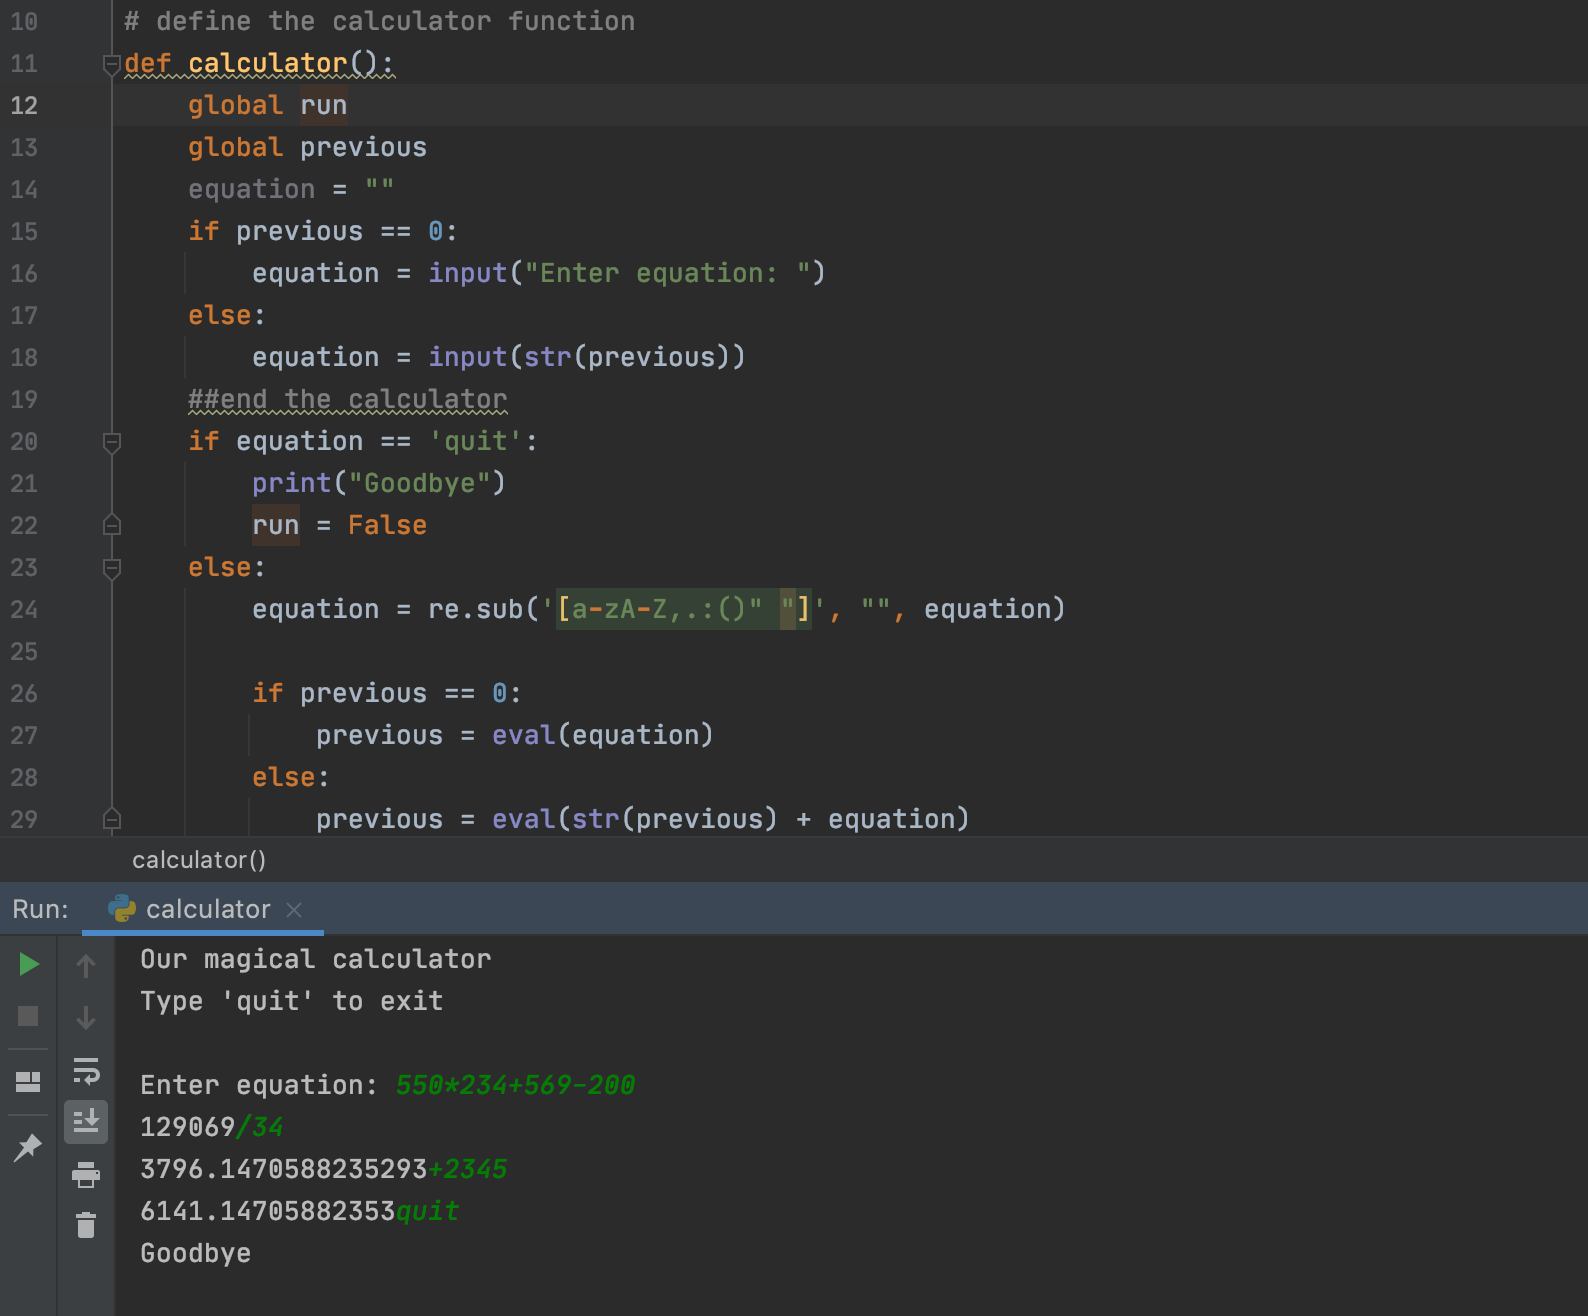 10 # define the calculator function
11 def calculator():
12     global run
13     global previous
14     equation = ""
15     if previous == 0:
16         equation = input("Enter equation: ")
17     else:
18         equation = input(str(previous))
19     ##end the calculator
20     if equation == 'quit':
21         print("Goodbye")
22         run = False
23     else:
24         equation = re.sub('[a-zA-Z,.:()" "]', "", equation)
25
26         if previous == 0:
27             previous = eval(equation)
28         else:
29             previous = eval(str(previous) + equation)
calculator()
Run: calculator
Our magical calculator
Type 'quit' to exit
Enter equation: 550*234+569-200
129069/34
3796.1470588235293+2345
6141.14705882353quit
Goodbye